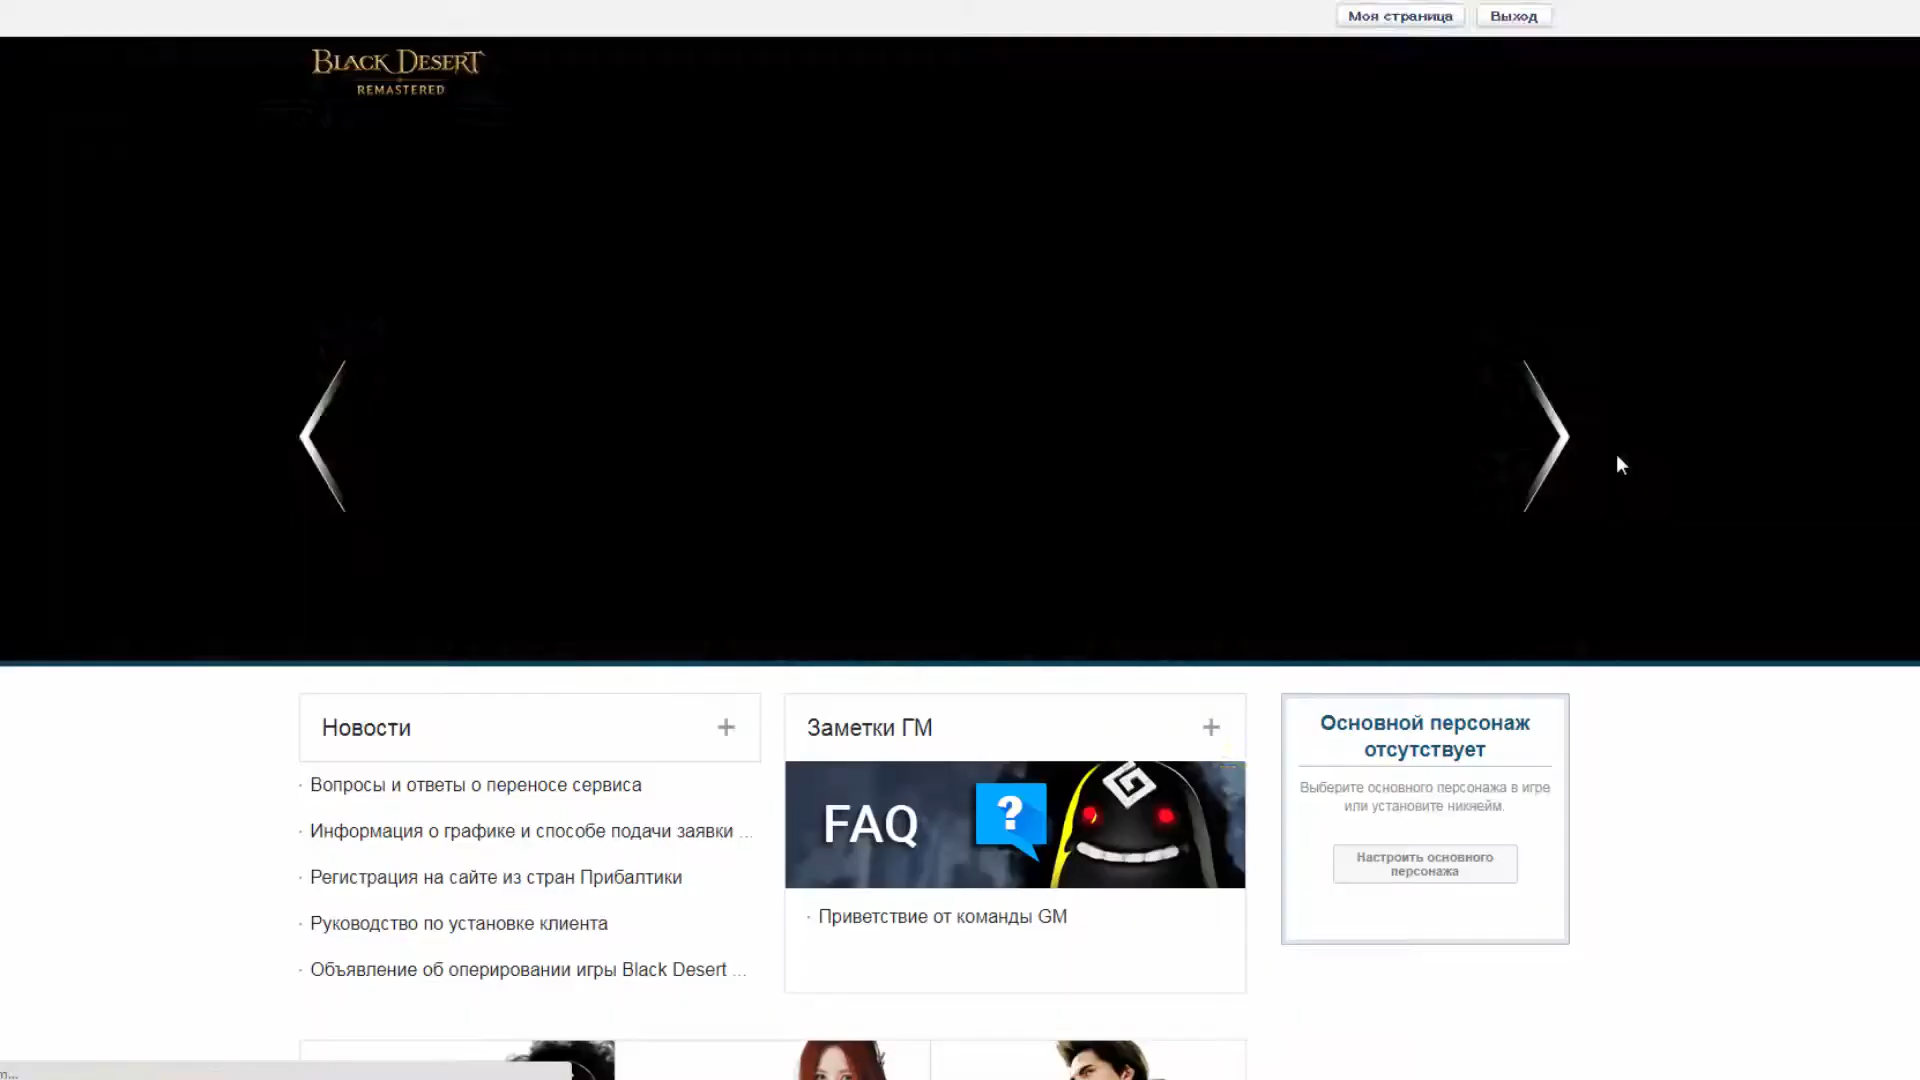 Моя страница
Выход
BLACK DESERT
REMASTERED
Новости
+
Заметки ГМ
+
Основной персонаж
отсутствует
Выберите основного персонажа в игре
или установите никнейм.
Настроить основного
персонажа
· Вопросы и ответы о переносе сервиса
· Информация о графике и способе подачи заявки ...
· Регистрация на сайте из стран Прибалтики
· Руководство по установке клиента
· Объявление об оперировании игры Black Desert ...
FAQ
?
· Приветствие от команды GM